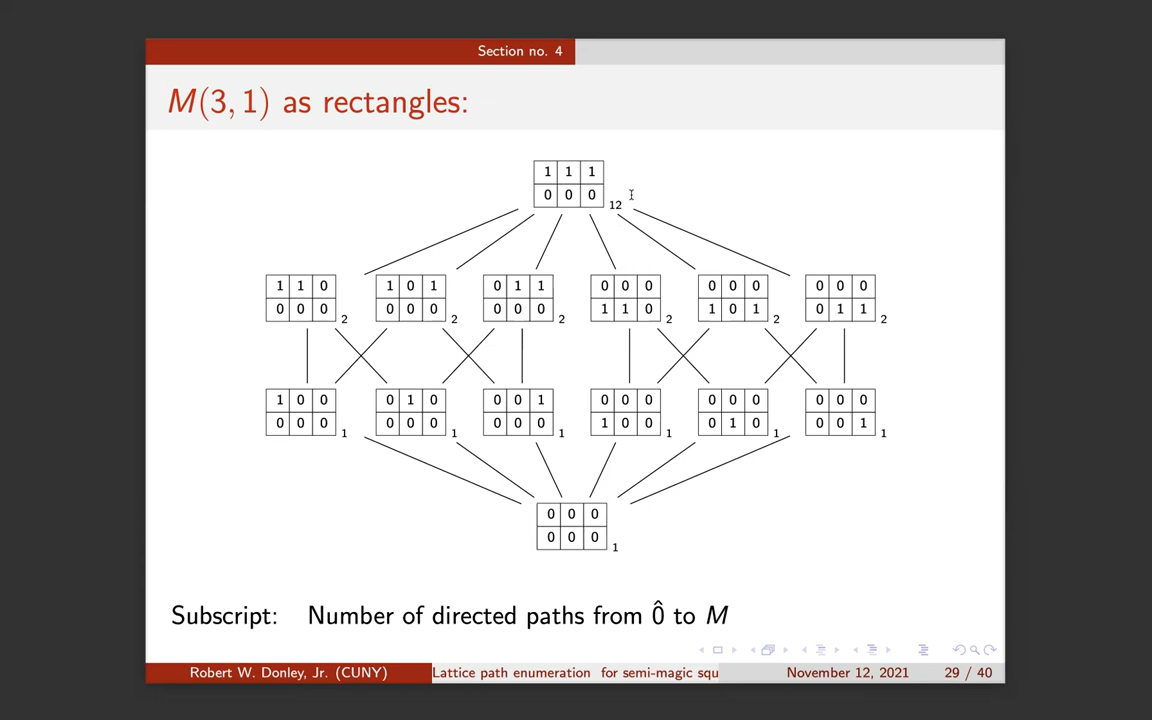 Section no. 4
M(3, 1) as rectangles:
1 1 1
0 0 0
12
1 1 0
0 0 0
2
1 0 1
0 0 0
2
0 1 1
0 0 0
2
0 0 0
1 1 0
2
0 0 0
1 0 1
2
0 0 0
0 1 1
2
1 0 0
0 0 0
1
0 1 0
0 0 0
1
0 0 1
0 0 0
1
0 0 0
1 0 0
1
0 0 0
0 1 0
1
0 0 0
0 0 1
1
0 0 0
0 0 0
1
Subscript: Number of directed paths from 0̂ to M
Robert W. Donley, Jr. (CUNY) Lattice path enumeration for semi-magic squ November 12, 2021 29 / 40